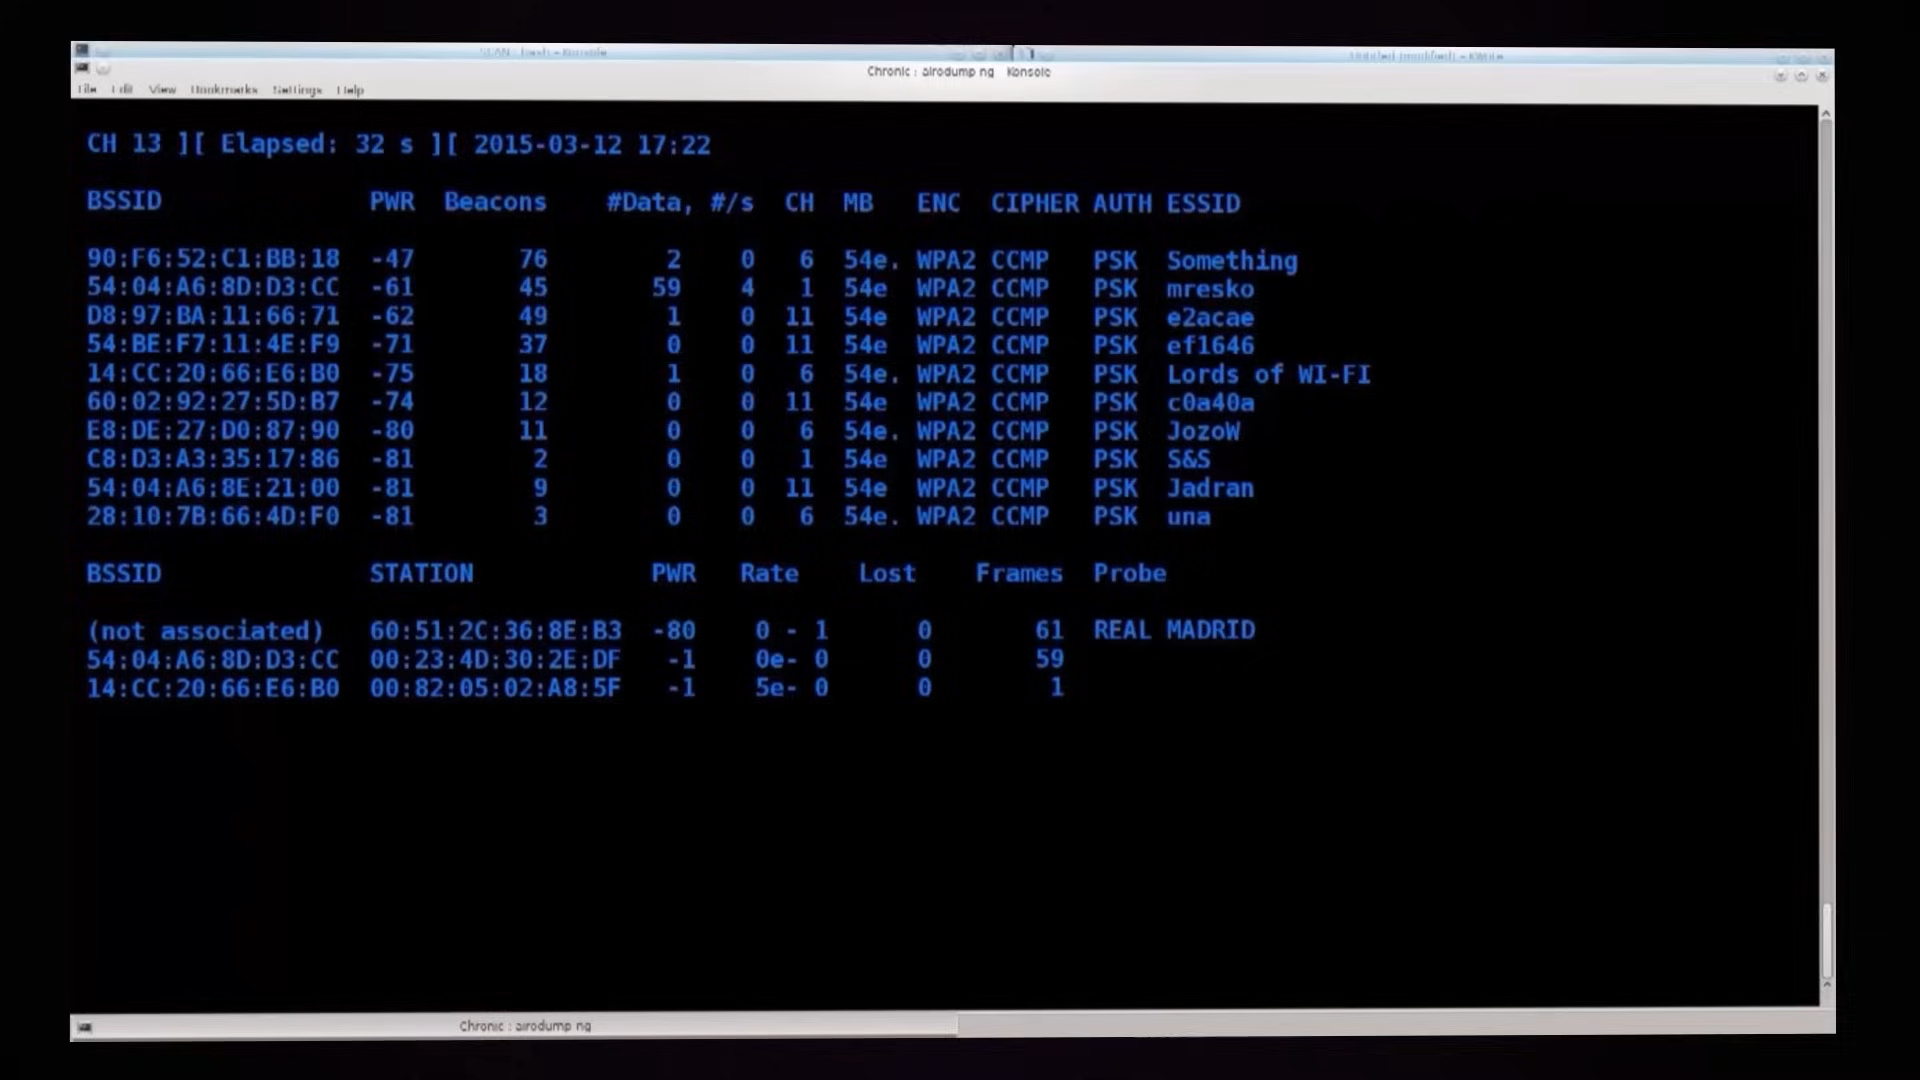 Chronic : airodump ng Konsole
File Edit View Bookmarks Settings Help
CH 13 ][ Elapsed: 32 s ][ 2015-03-12 17:22
BSSID PWR Beacons #Data, #/s CH MB ENC CIPHER AUTH ESSID
90:F6:52:C1:BB:18 -47 76 2 0 6 54e. WPA2 CCMP PSK Something
54:04:A6:8D:D3:CC -61 45 59 4 1 54e WPA2 CCMP PSK mresko
D8:97:BA:11:66:71 -62 49 1 0 11 54e WPA2 CCMP PSK e2acae
54:BE:F7:11:4E:F9 -71 37 0 0 11 54e WPA2 CCMP PSK ef1646
14:CC:20:66:E6:B0 -75 18 1 0 6 54e. WPA2 CCMP PSK Lords of WI-FI
60:02:92:27:5D:B7 -74 12 0 0 11 54e WPA2 CCMP PSK c0a40a
E8:DE:27:D0:87:90 -80 11 0 0 6 54e. WPA2 CCMP PSK JozoW
C8:D3:A3:35:17:86 -81 2 0 0 1 54e WPA2 CCMP PSK S&S
54:04:A6:8E:21:00 -81 9 0 0 11 54e WPA2 CCMP PSK Jadran
28:10:7B:66:4D:F0 -81 3 0 0 6 54e. WPA2 CCMP PSK una
BSSID STATION PWR Rate Lost Frames Probe
(not associated) 60:51:2C:36:8E:B3 -80 0 - 1 0 61 REAL MADRID
54:04:A6:8D:D3:CC 00:23:4D:30:2E:DF -1 0e- 0 0 59
14:CC:20:66:E6:B0 00:82:05:02:A8:5F -1 5e- 0 0 1
Chronic : airodump ng